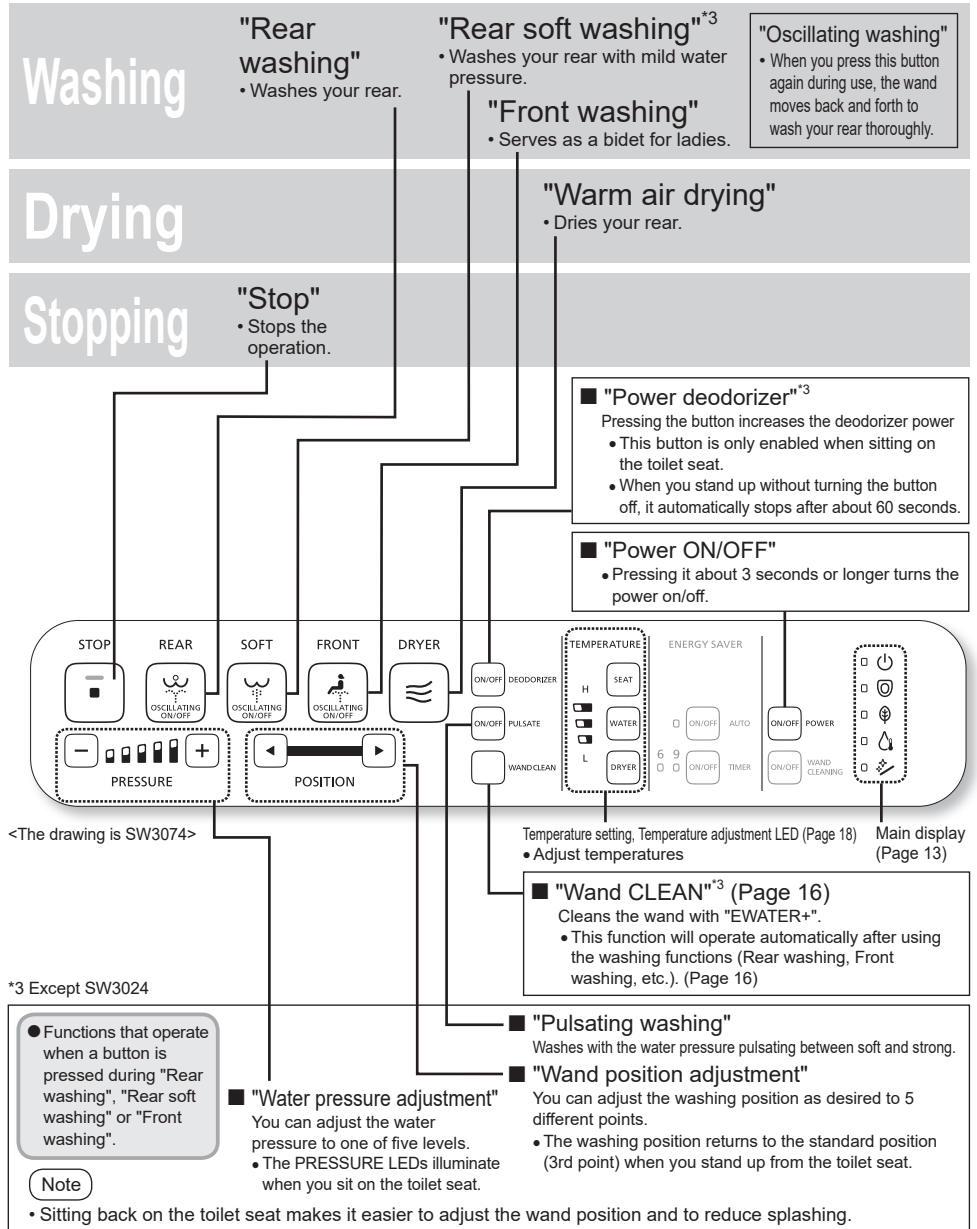 Washing
"Rear
washing"
• Washes your rear.
"Rear soft washing"*3
• Washes your rear with mild water
pressure.
"Front washing"
• Serves as a bidet for ladies.
"Oscillating washing"
• When you press this button
again during use, the wand
moves back and forth to
wash your rear thoroughly.
Drying
"Warm air drying"
• Dries your rear.
Stopping
"Stop"
• Stops the
operation.
■ "Power deodorizer"*3
Pressing the button increases the deodorizer power
● This button is only enabled when sitting on
the toilet seat.
● When you stand up without turning the button
off, it automatically stops after about 60 seconds.
■ "Power ON/OFF"
● Pressing it about 3 seconds or longer turns the
power on/off.
STOP
REAR
OSCILLATING
ON/OFF
SOFT
OSCILLATING
ON/OFF
FRONT
OSCILLATING
ON/OFF
DRYER
− +
PRESSURE
POSITION
ON/OFF DEODORIZER
ON/OFF PULSATE
WAND CLEAN
TEMPERATURE
H
L
SEAT
WATER
DRYER
ENERGY SAVER
ON/OFF AUTO
6 9
ON/OFF TIMER
ON/OFF POWER
ON/OFF WAND
CLEANING
<The drawing is SW3074>
Temperature setting, Temperature adjustment LED (Page 18)
● Adjust temperatures
Main display
(Page 13)
■ "Wand CLEAN"*3 (Page 16)
Cleans the wand with "EWATER+".
● This function will operate automatically after using
the washing functions (Rear washing, Front
washing, etc.). (Page 16)
*3 Except SW3024
● Functions that operate
when a button is
pressed during "Rear
washing", "Rear soft
washing" or "Front
washing".
■ "Water pressure adjustment"
You can adjust the water
pressure to one of five levels.
● The PRESSURE LEDs illuminate
when you sit on the toilet seat.
■ "Pulsating washing"
Washes with the water pressure pulsating between soft and strong.
■ "Wand position adjustment"
You can adjust the washing position as desired to 5
different points.
● The washing position returns to the standard position
(3rd point) when you stand up from the toilet seat.
Note
• Sitting back on the toilet seat makes it easier to adjust the wand position and to reduce splashing.